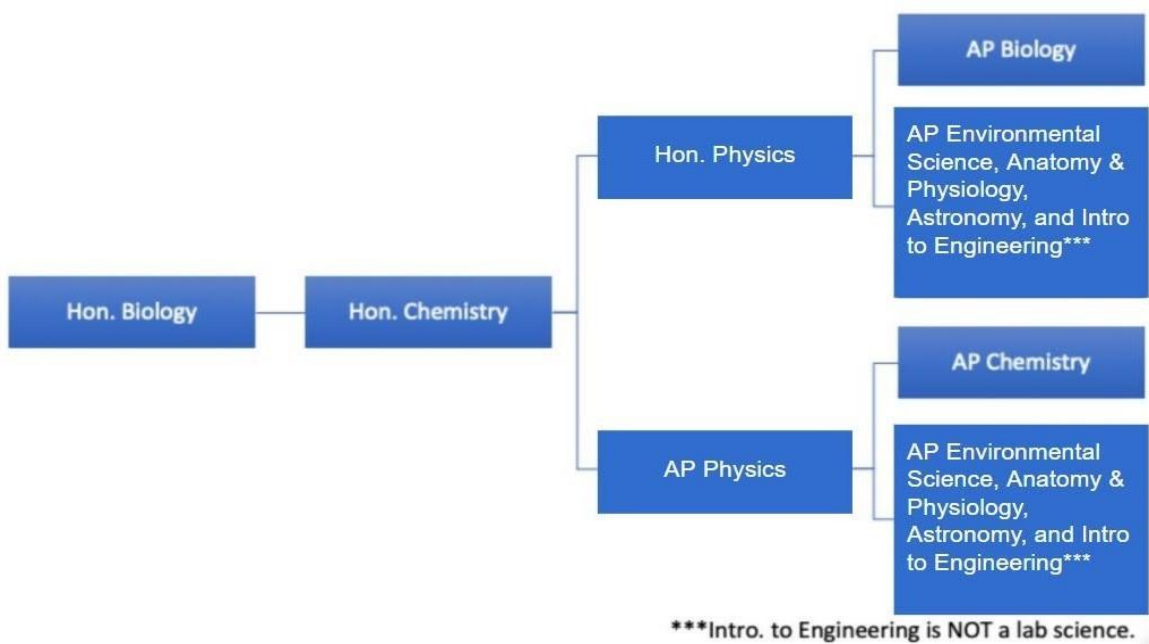 AP Biology
Hon. Physics
AP Environmental
Science, Anatomy &
Physiology,
Astronomy, and Intro
to Engineering***
Hon. Biology
Hon. Chemistry
AP Chemistry
AP Physics
AP Environmental
Science, Anatomy &
Physiology,
Astronomy, and Intro
to Engineering***
***Intro. to Engineering is NOT a lab science.